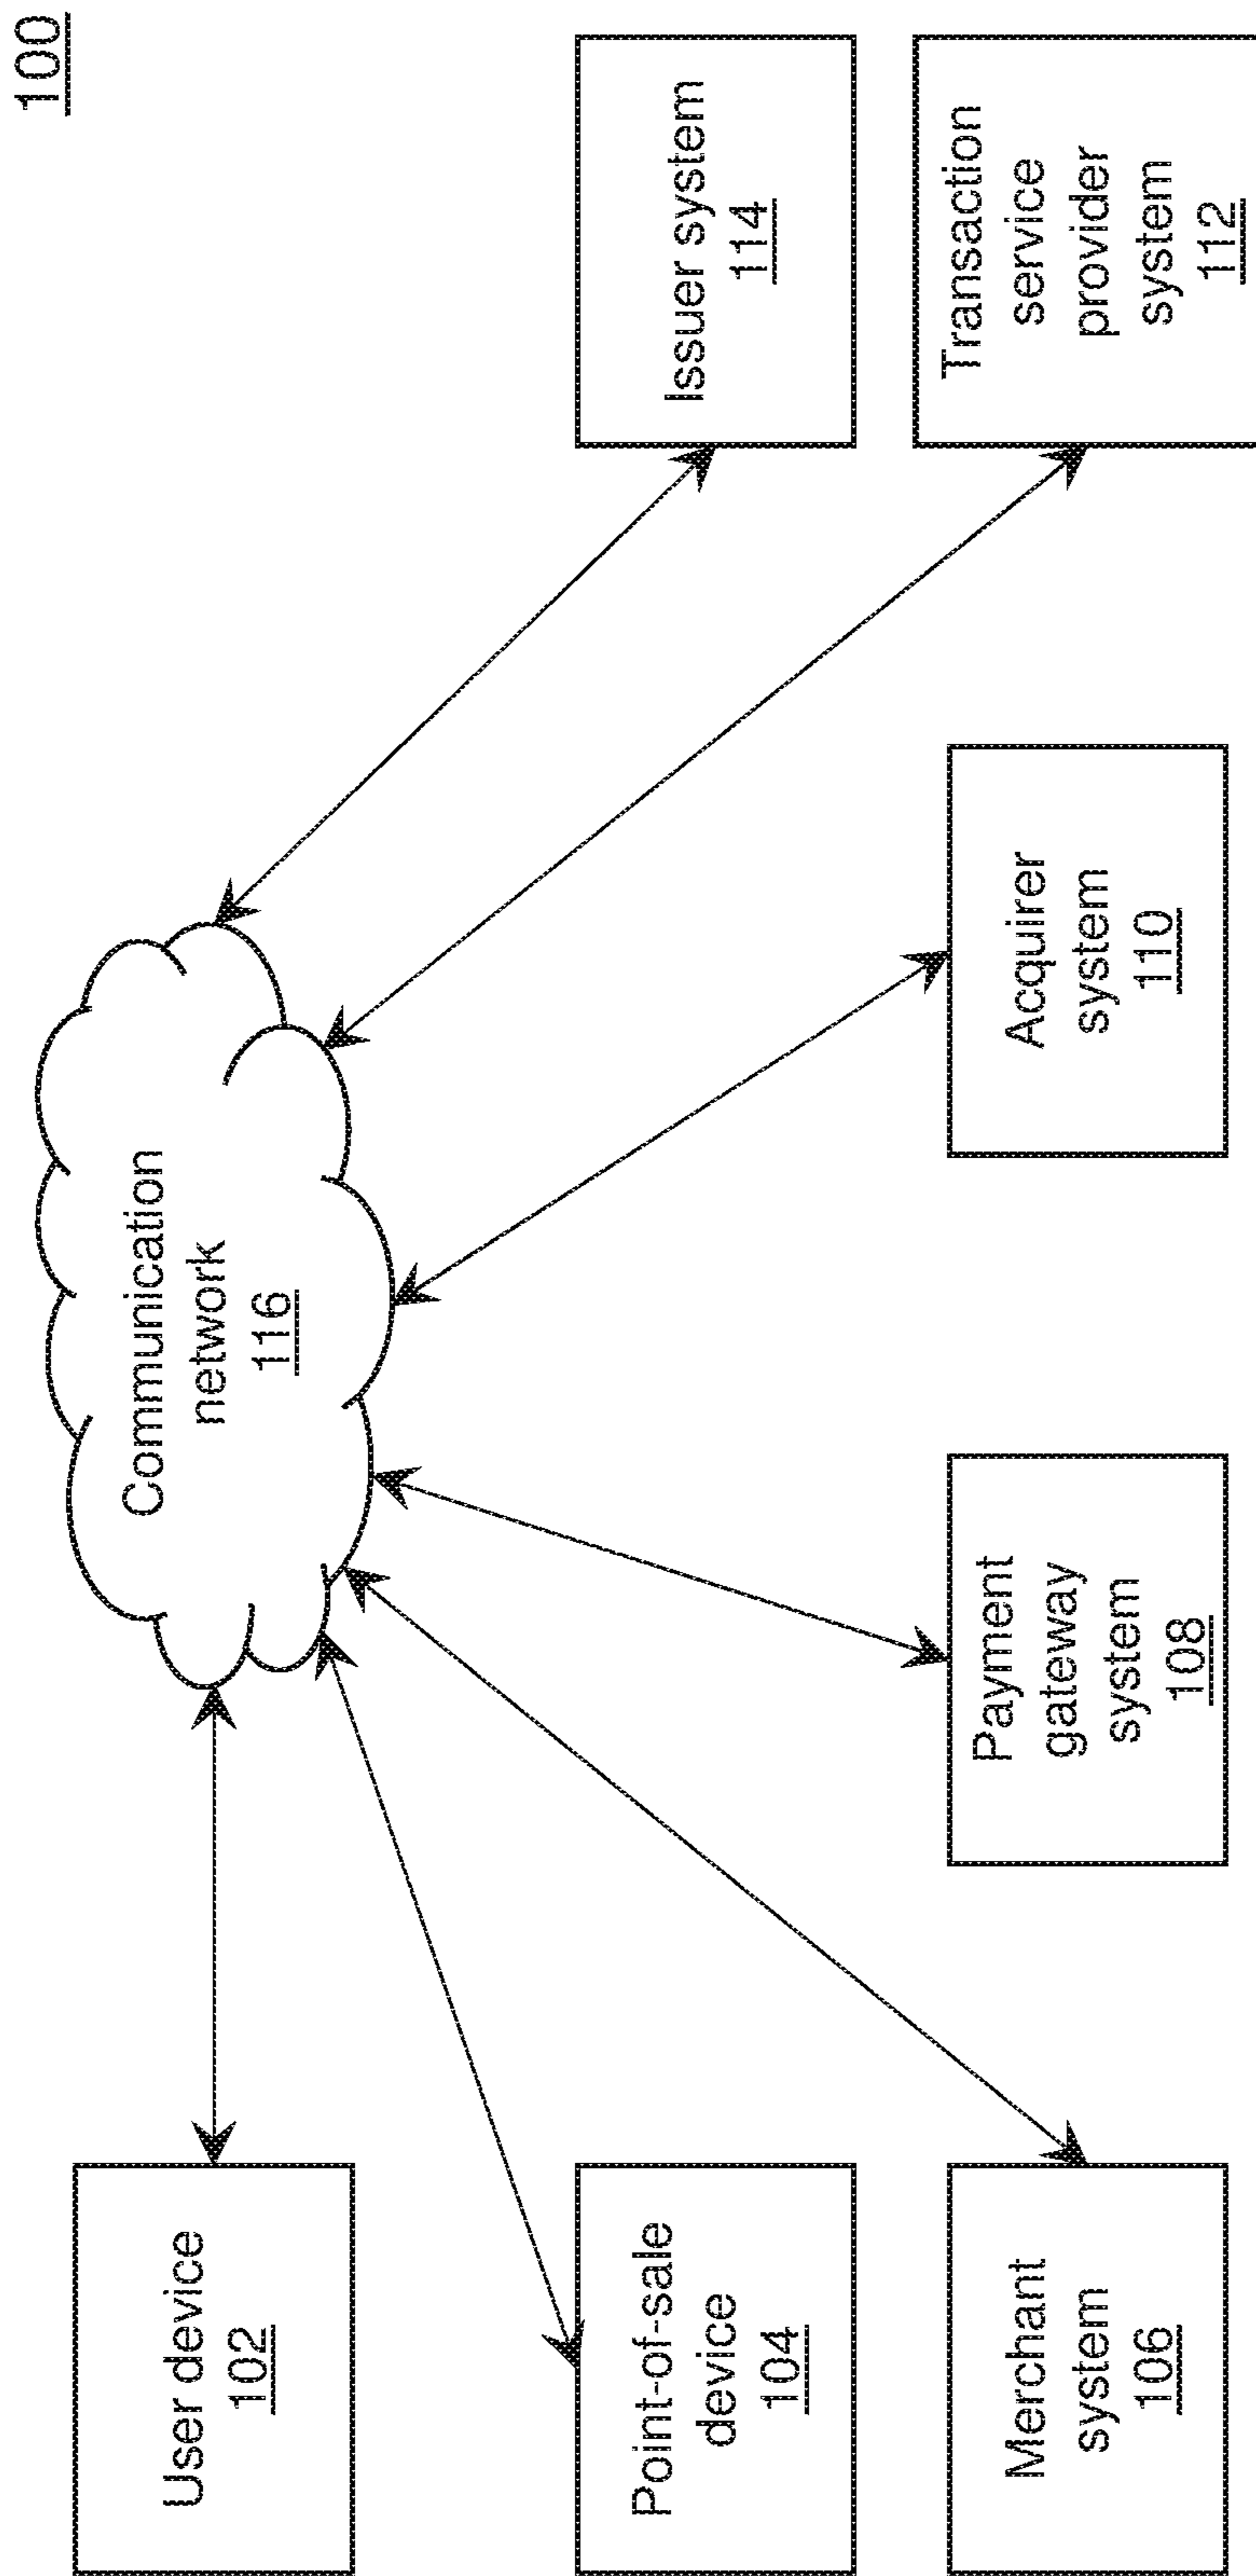 100
Communication
network
116
User device
102
Point-of-sale
device
104
Merchant
system
106
Payment
gateway
system
108
Acquirer
system
110
Issuer system
114
Transaction
service
provider
system
112